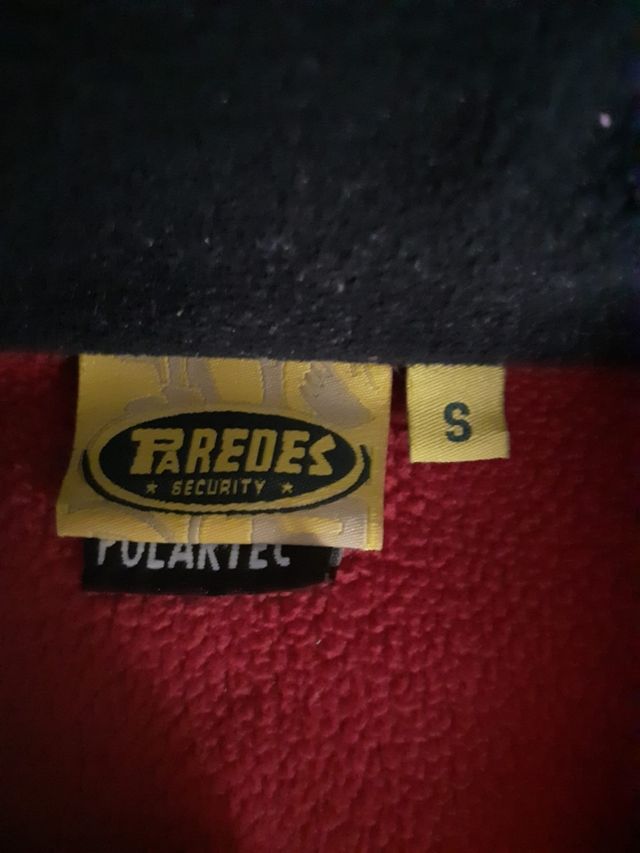 PAREDES
★ SECURITY ★
S
POLARTEC